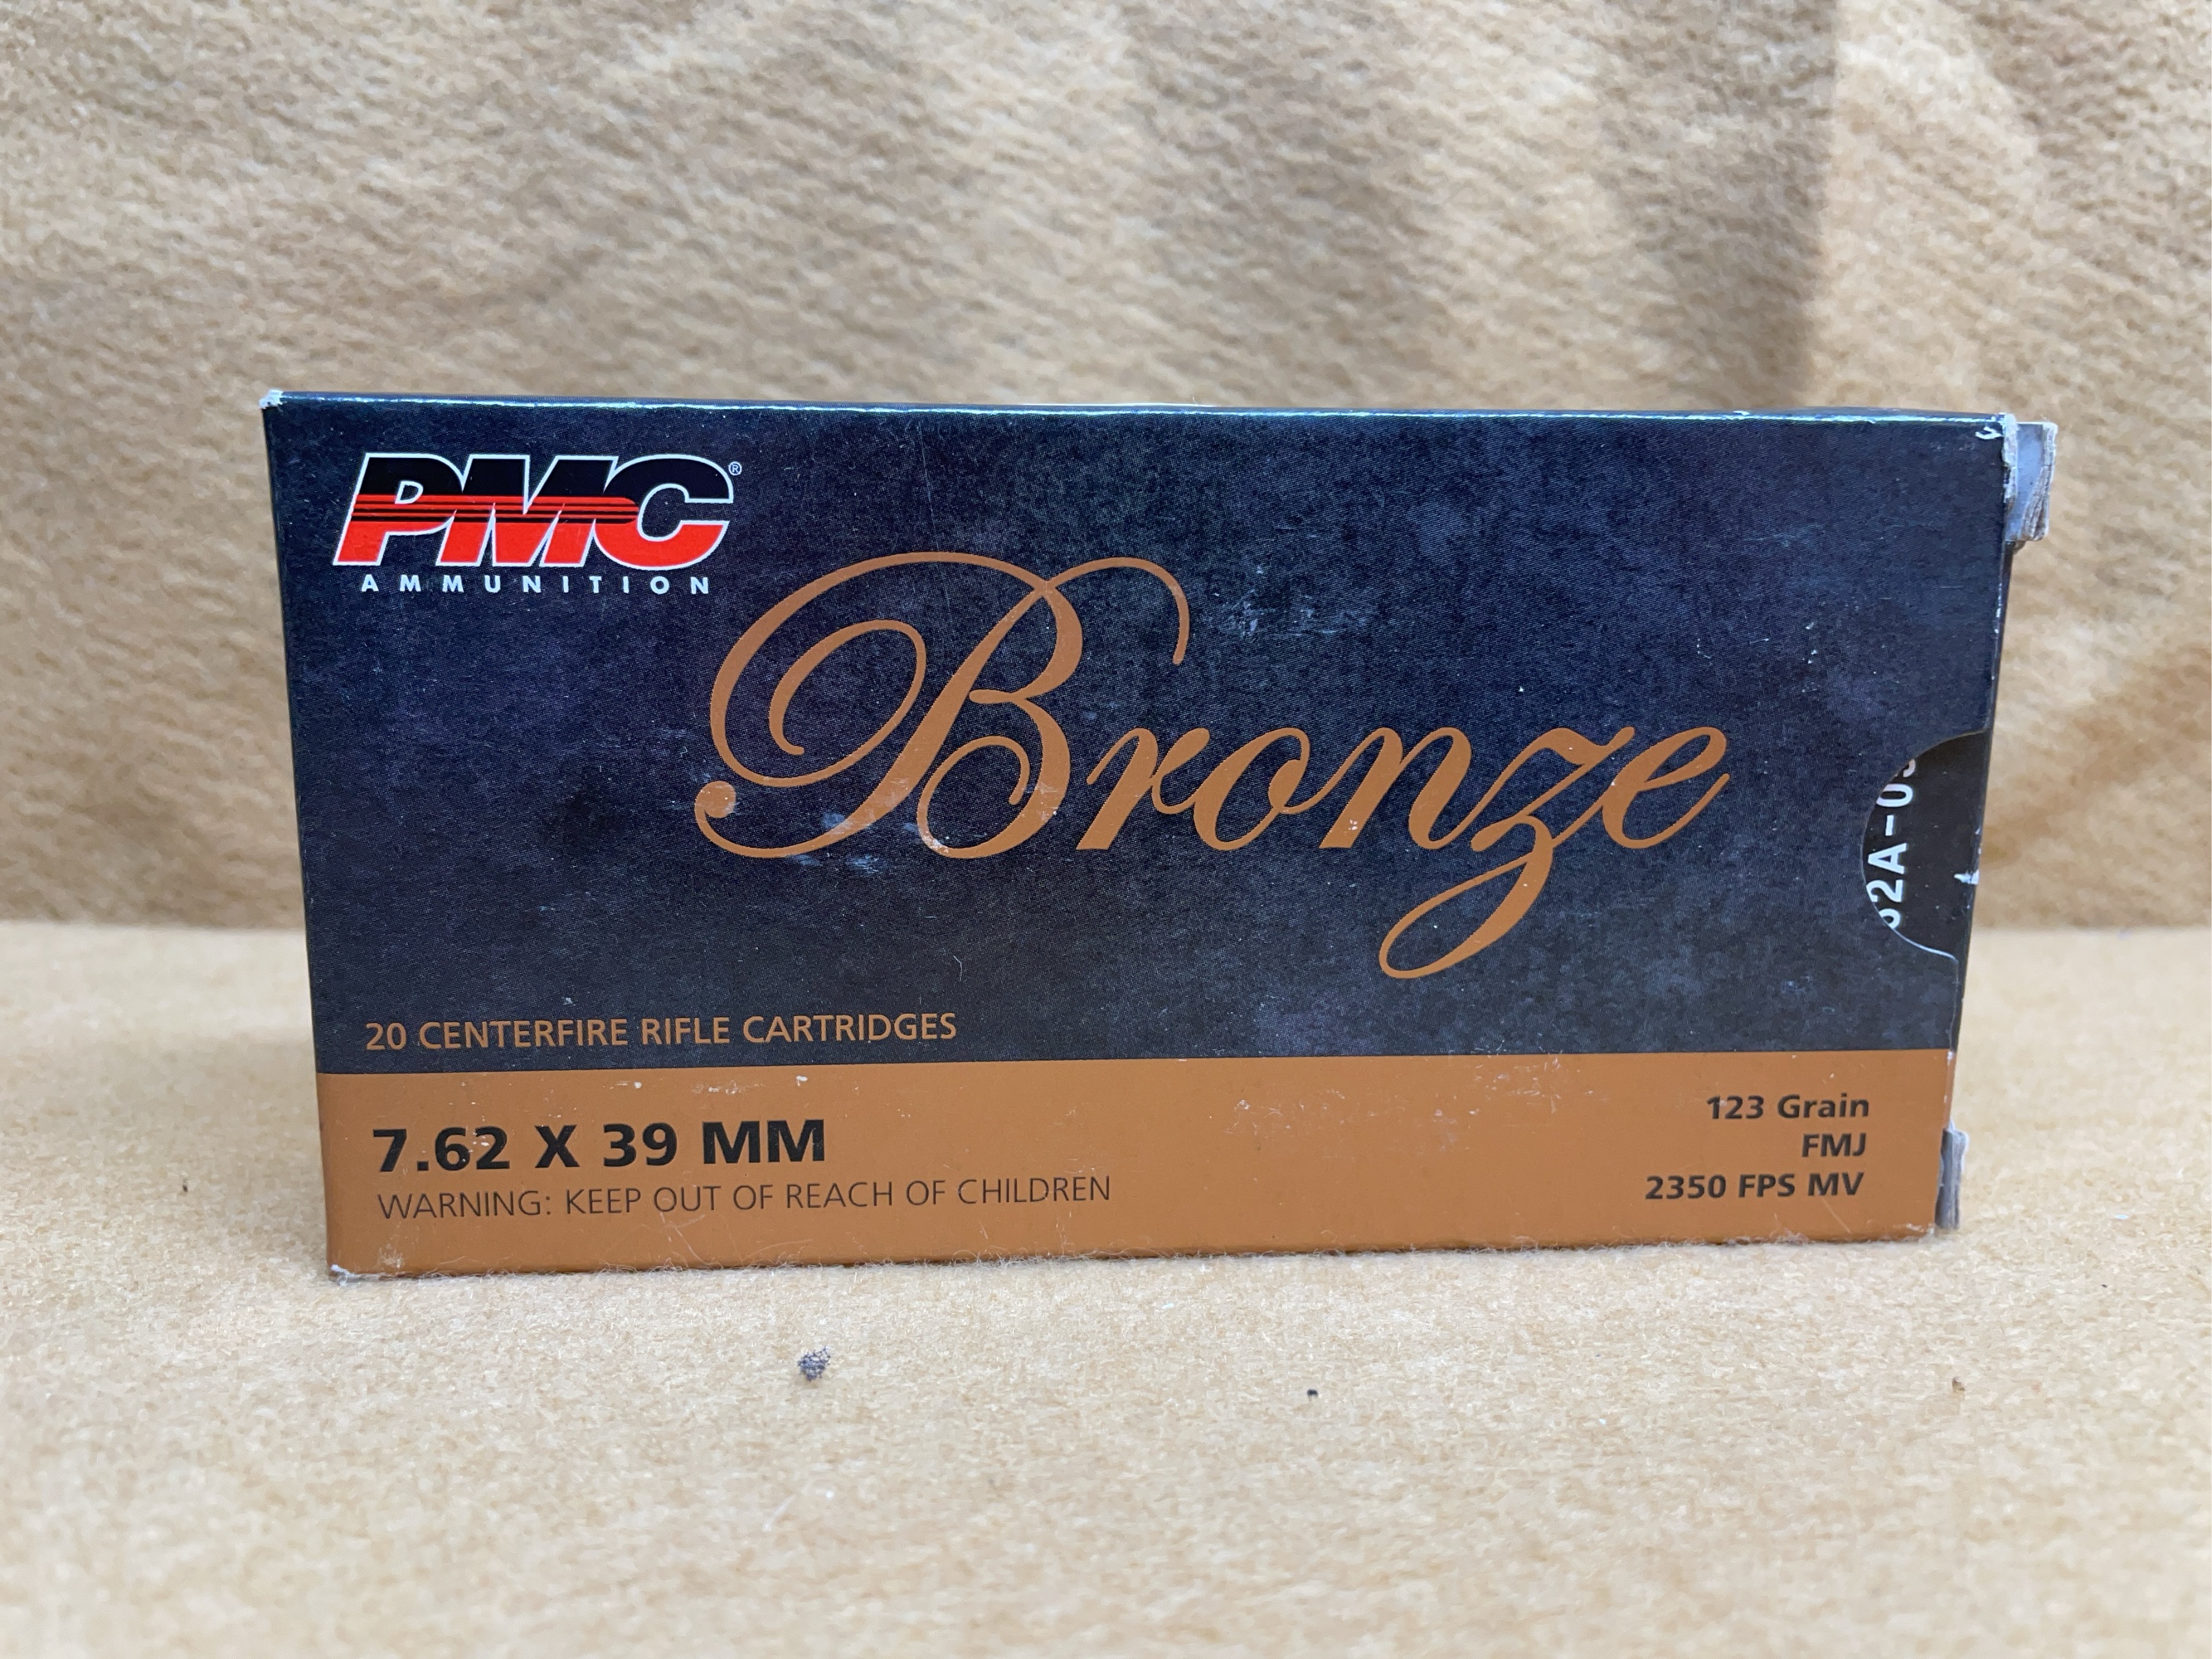 PMC®
AMMUNITION
Bronze
20 CENTERFIRE RIFLE CARTRIDGES
7.62 X 39 MM
WARNING: KEEP OUT OF REACH OF CHILDREN
123 Grain
FMJ
2350 FPS MV